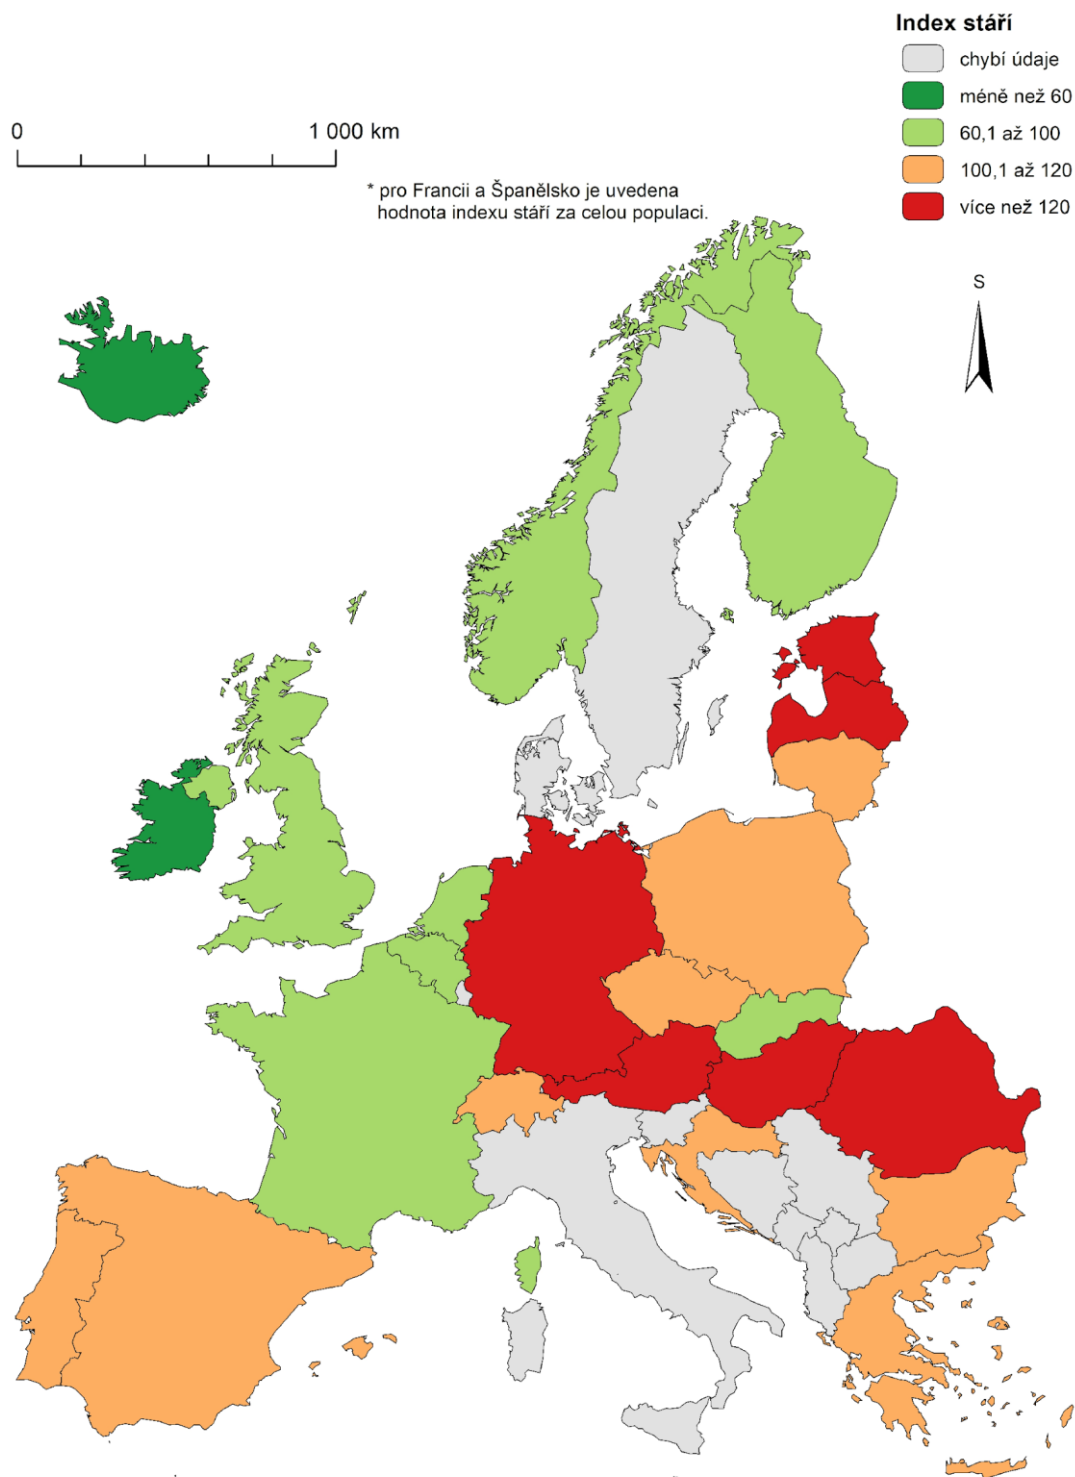 Index stáří
chybí údaje
méně než 60
60,1 až 100
100,1 až 120
více než 120
0 1 000 km
* pro Francii a Španělsko je uvedena
hodnota indexu stáří za celou populaci.
S